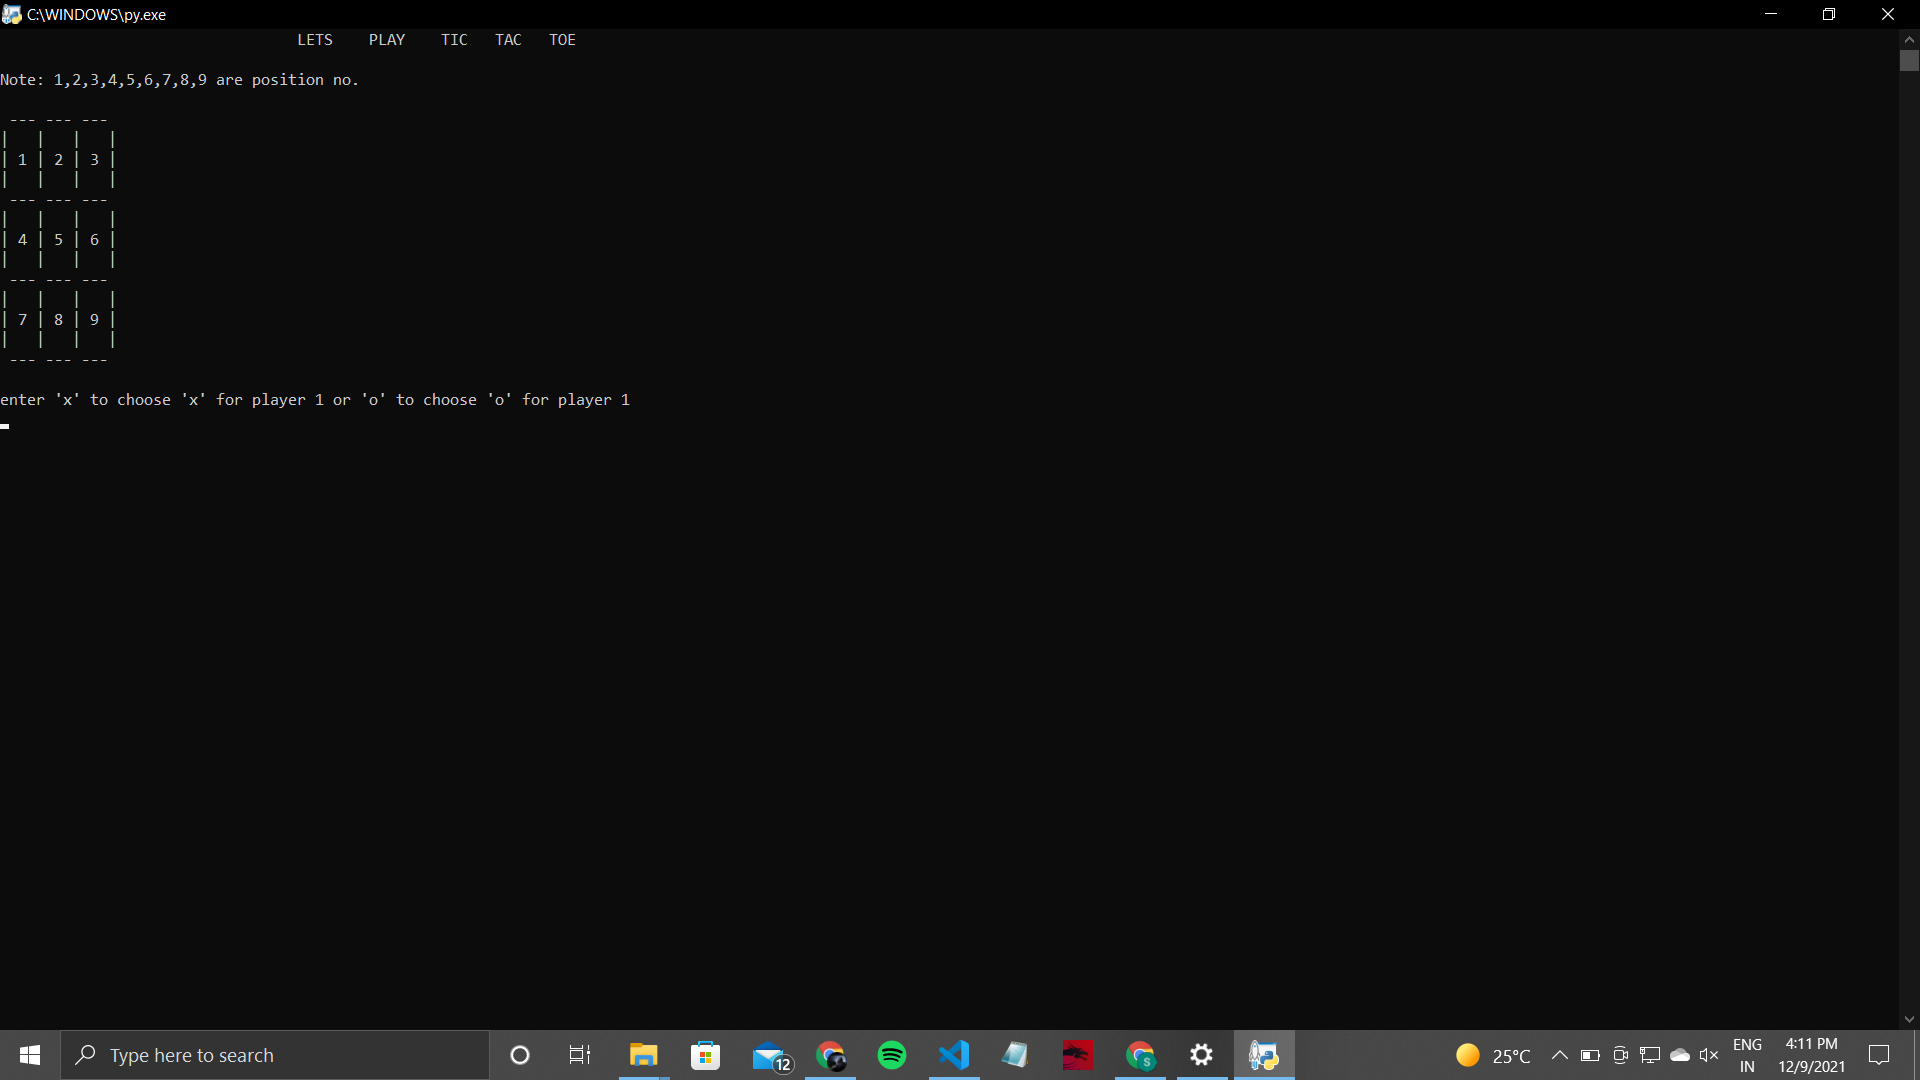 C:\WINDOWS\py.exe
LETS    PLAY    TIC   TAC   TOE
Note: 1,2,3,4,5,6,7,8,9 are position no.
 --- --- ---
|   |   |   |
| 1 | 2 | 3 |
|   |   |   |
 --- --- ---
|   |   |   |
| 4 | 5 | 6 |
|   |   |   |
 --- --- ---
|   |   |   |
| 7 | 8 | 9 |
|   |   |   |
 --- --- ---
enter 'x' to choose 'x' for player 1 or 'o' to choose 'o' for player 1
Type here to search
12
S
25°C
ENG
IN
4:11 PM
12/9/2021